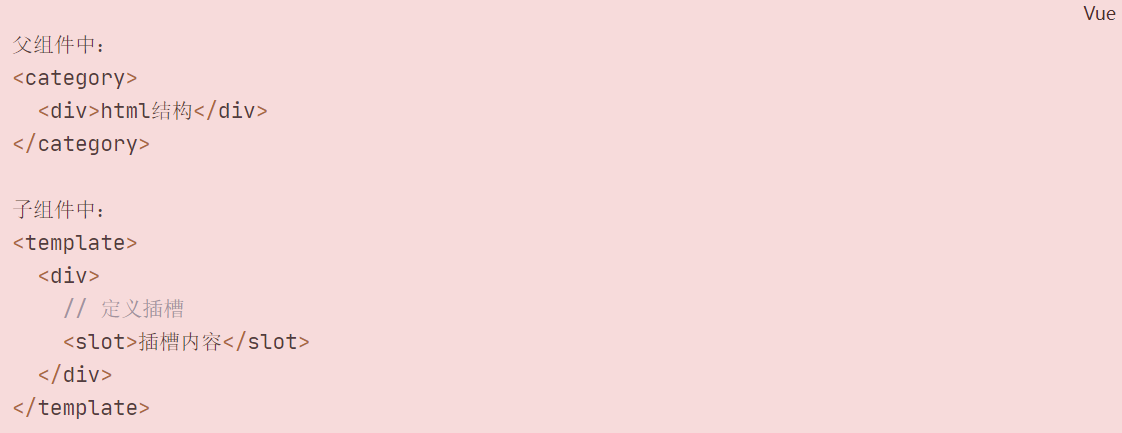 Vue
父组件中:
<category>
  <div>html结构</div>
</category>

子组件中:
<template>
  <div>
    // 定义插槽
    <slot>插槽内容</slot>
  </div>
</template>